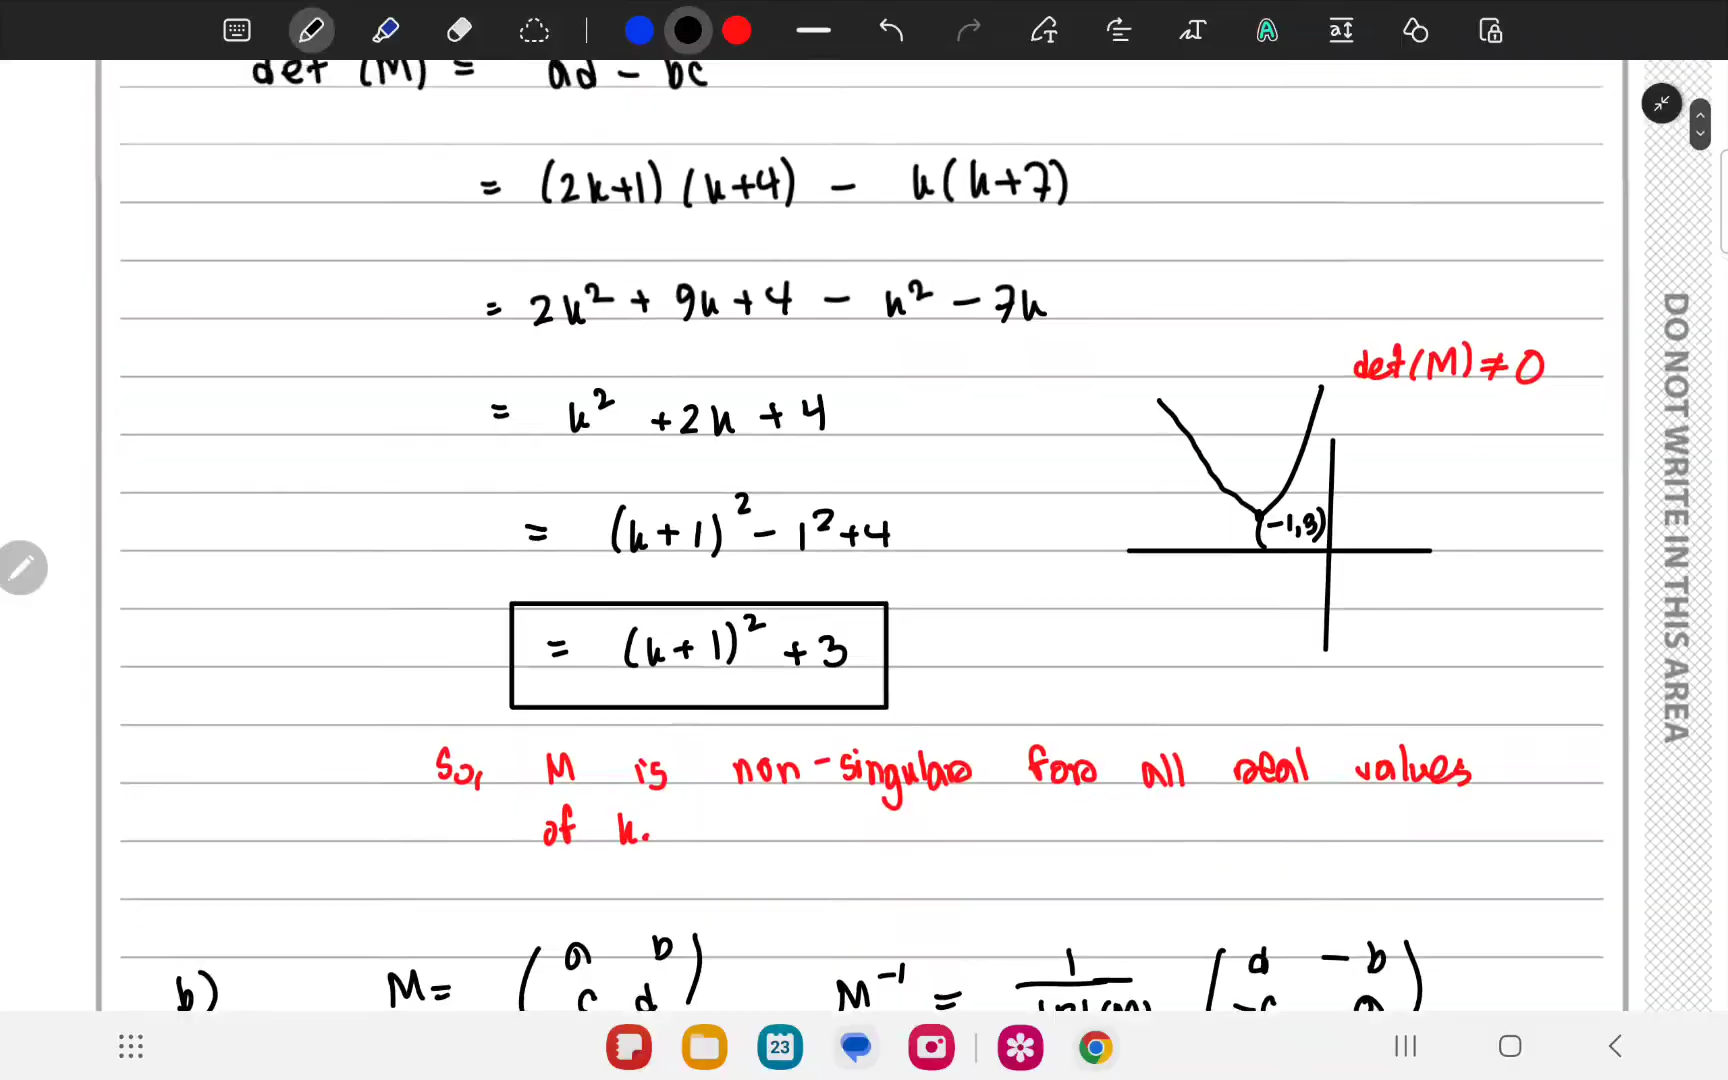 det (M) = ad - bc
= (2k+1)(k+4) - k(k+7)
= 2k² + 9k + 4 - k² - 7k
det(M) ≠ 0
= k² + 2k + 4
= (k+1)² - 1² + 4
(-1,3)
= (k+1)² + 3
So, M is non-singular for all real values
of k.
b) M = ( a b
c d ) M⁻¹ = 1 ( d - b
-c a )
DO NOT WRITE IN THIS AREA
23